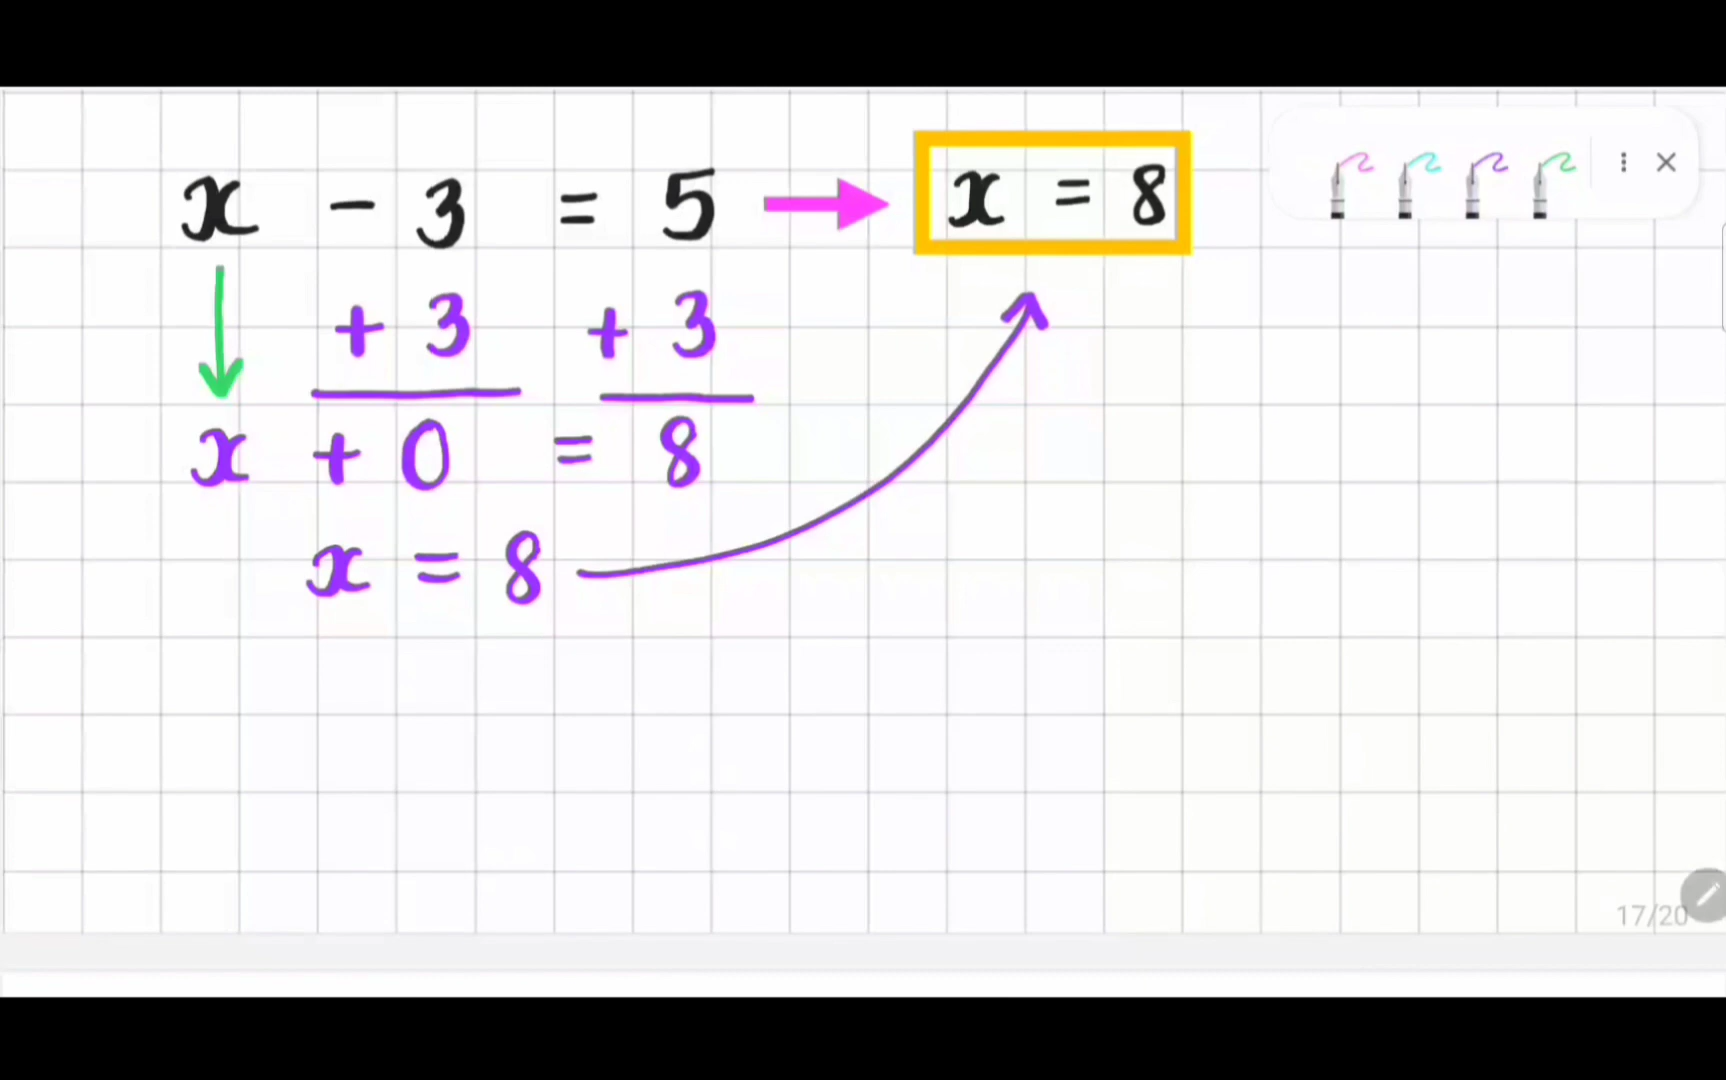 x - 3 = 5 → x = 8
+ 3 + 3
x + 0 = 8
x = 8
17/20